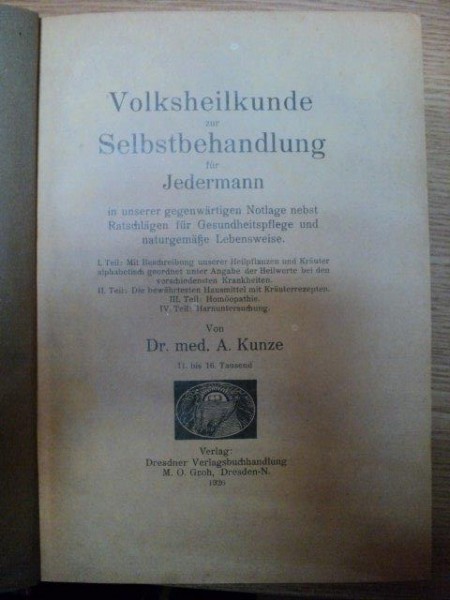 Volksheilkunde
zur
Selbstbehandlung
für
Jedermann
in unserer gegenwärtigen Notlage nebst
Ratschlägen für Gesundheitspflege und
naturgemäße Lebensweise.
I. Teil: Mit Beschreibung unserer Heilpflanzen und Kräuter
alphabetisch geordnet unter Angabe der Heilworte bei den
verschiedensten Krankheiten.
II. Teil: Die bewährtesten Hausmittel mit Kräuterrezepten.
III. Teil: Homöopathie.
IV. Teil: Harnuntersuchung.
Von
Dr. med. A. Kunze
11. bis 16. Tausend
Verlag:
Dresdner Verlagsbuchhandlung
M. O. Groh, Dresden-N.
1926